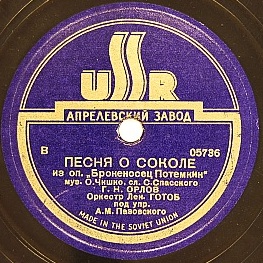 USSR
АПРЕЛЕВСКИЙ ЗАВОД
В 05736
ПЕСНЯ О СОКОЛЕ
из оп. „Броненосец Потемкин"
муз. О.Чишко, сл. С.Спасского
Г. Н. ОРЛОВ
Оркестр Лен. ГОТОБ
под упр.
А.М. Пазовского
MADE IN THE SOVIET UNION